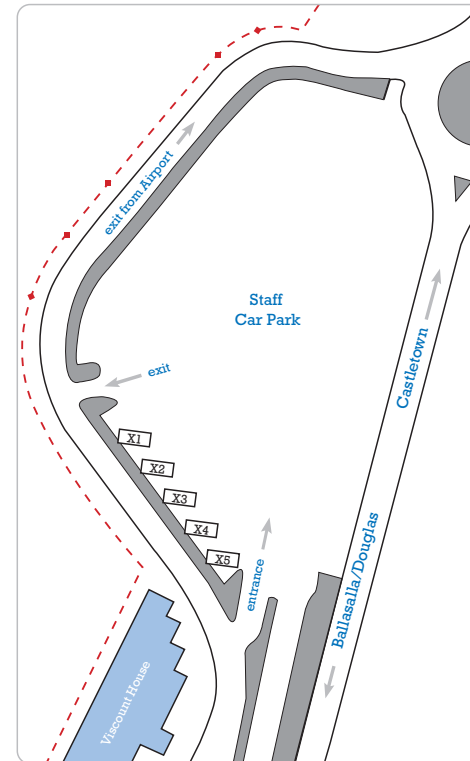 exit from Airport
Staff
Car Park
Castletown
exit
X1
X2
X3
X4
X5
entrance
Ballasalla/Douglas
Viscount House